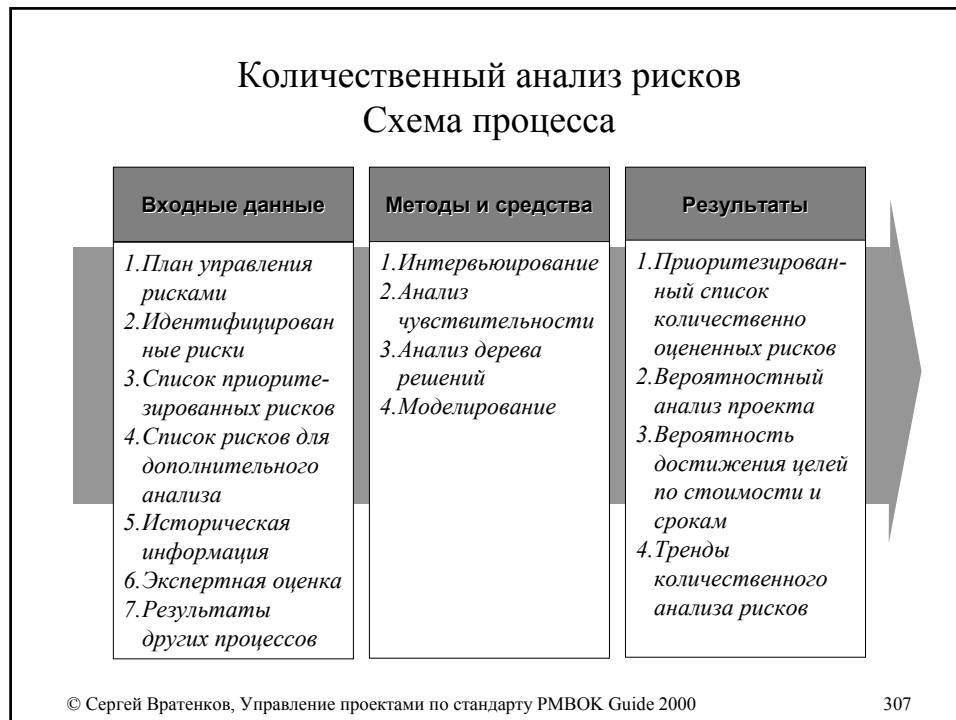 Количественный анализ рисков
Схема процесса
Входные данные
1.План управления
рисками
2.Идентифицирован
ные риски
3.Список приорите-
зированных рисков
4.Список рисков для
дополнительного
анализа
5.Историческая
информация
6.Экспертная оценка
7.Результаты
других процессов
Методы и средства
1.Интервьюирование
2.Анализ
чувствительности
3.Анализ дерева
решений
4.Моделирование
Результаты
1.Приоритезирован-
ный список
количественно
оцененных рисков
2.Вероятностный
анализ проекта
3.Вероятность
достижения целей
по стоимости и
срокам
4.Тренды
количественного
анализа рисков
© Сергей Вратенков, Управление проектами по стандарту PMBOK Guide 2000 307